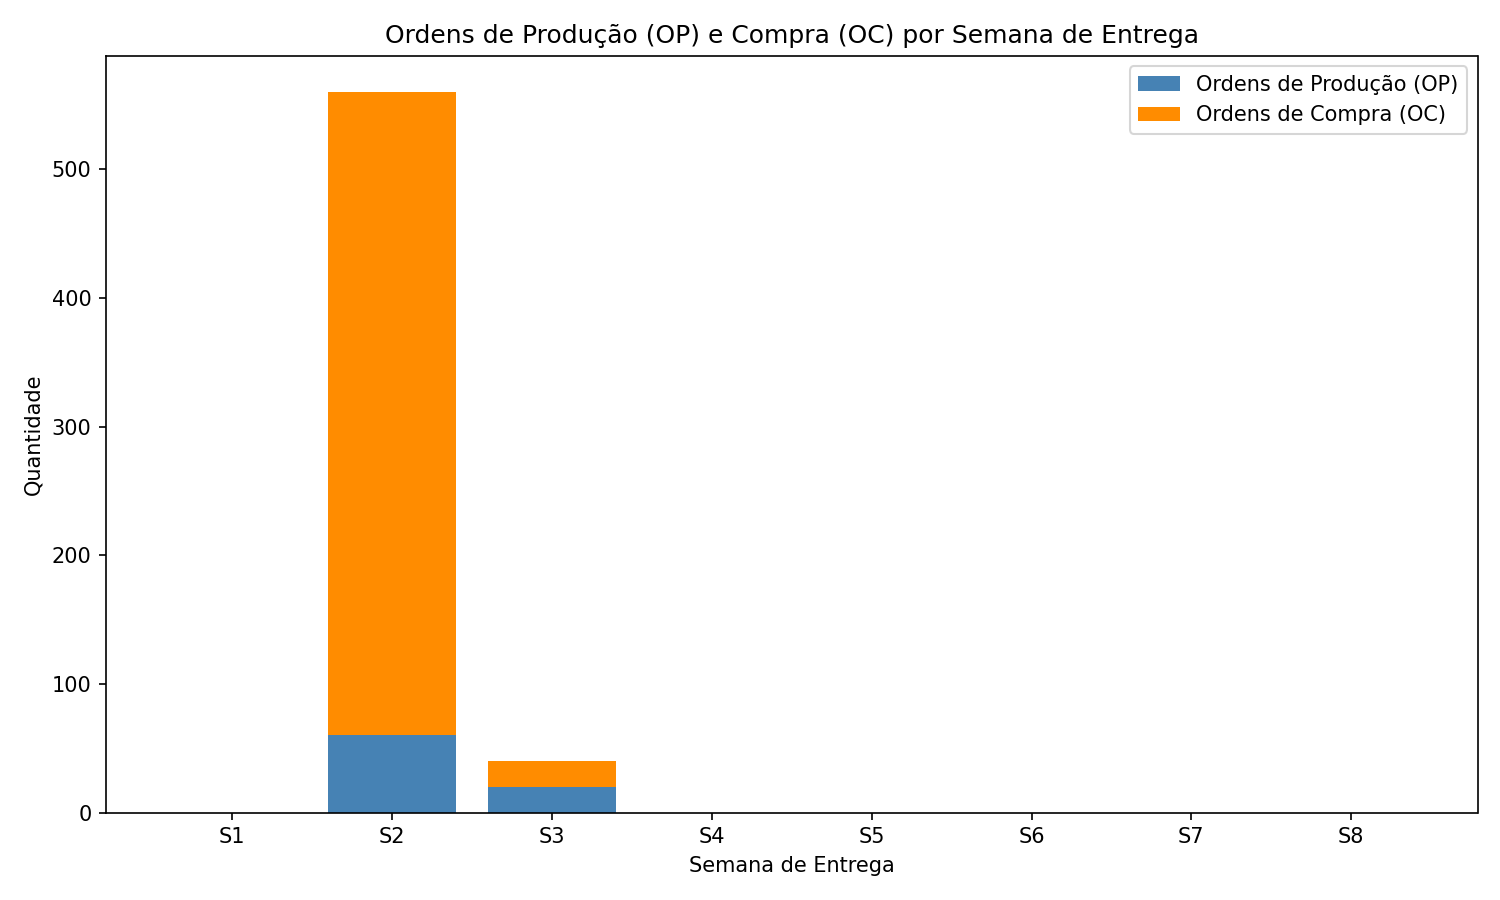 Ordens de Produção (OP) e Compra (OC) por Semana de Entrega
Ordens de Produção (OP)
Ordens de Compra (OC)
Quantidade
500
400
300
200
100
0
S1 S2 S3 S4 S5 S6 S7 S8
Semana de Entrega